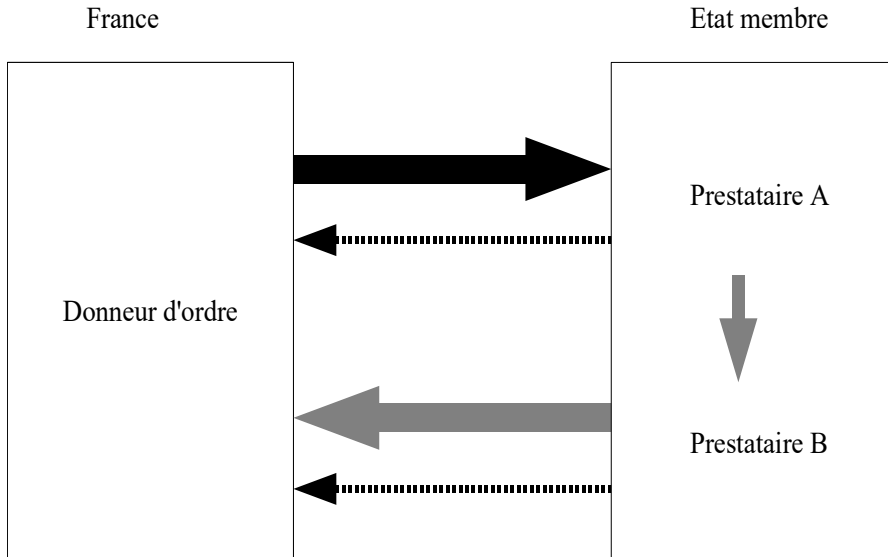 France
Etat membre
Prestataire A
Donneur d'ordre
Prestataire B